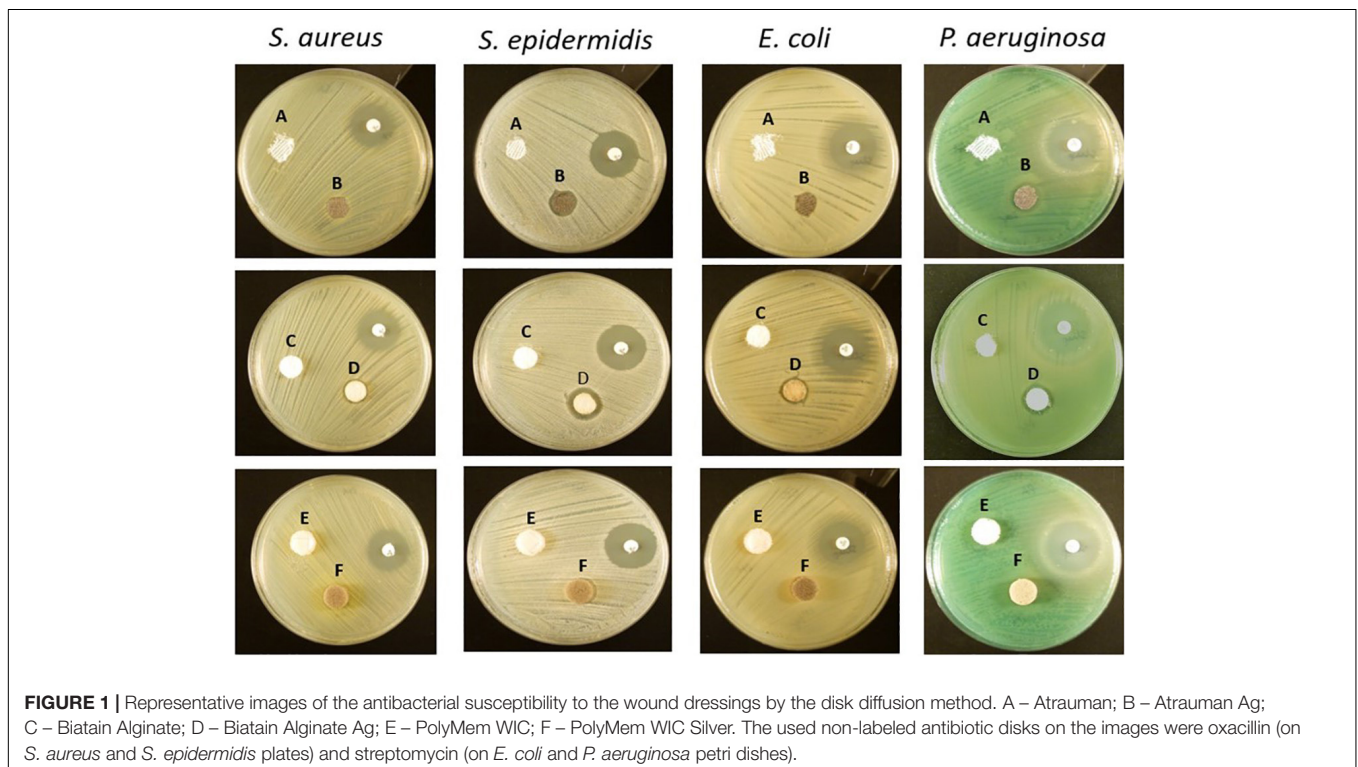 S. aureus S. epidermidis E. coli P. aeruginosa
A A A A
B B B B
C C C C
D D D D
E E E E
F F F F
FIGURE 1 | Representative images of the antibacterial susceptibility to the wound dressings by the disk diffusion method. A – Atrauman; B – Atrauman Ag;
C – Biatain Alginate; D – Biatain Alginate Ag; E – PolyMem WIC; F – PolyMem WIC Silver. The used non-labeled antibiotic disks on the images were oxacillin (on
S. aureus and S. epidermidis plates) and streptomycin (on E. coli and P. aeruginosa petri dishes).